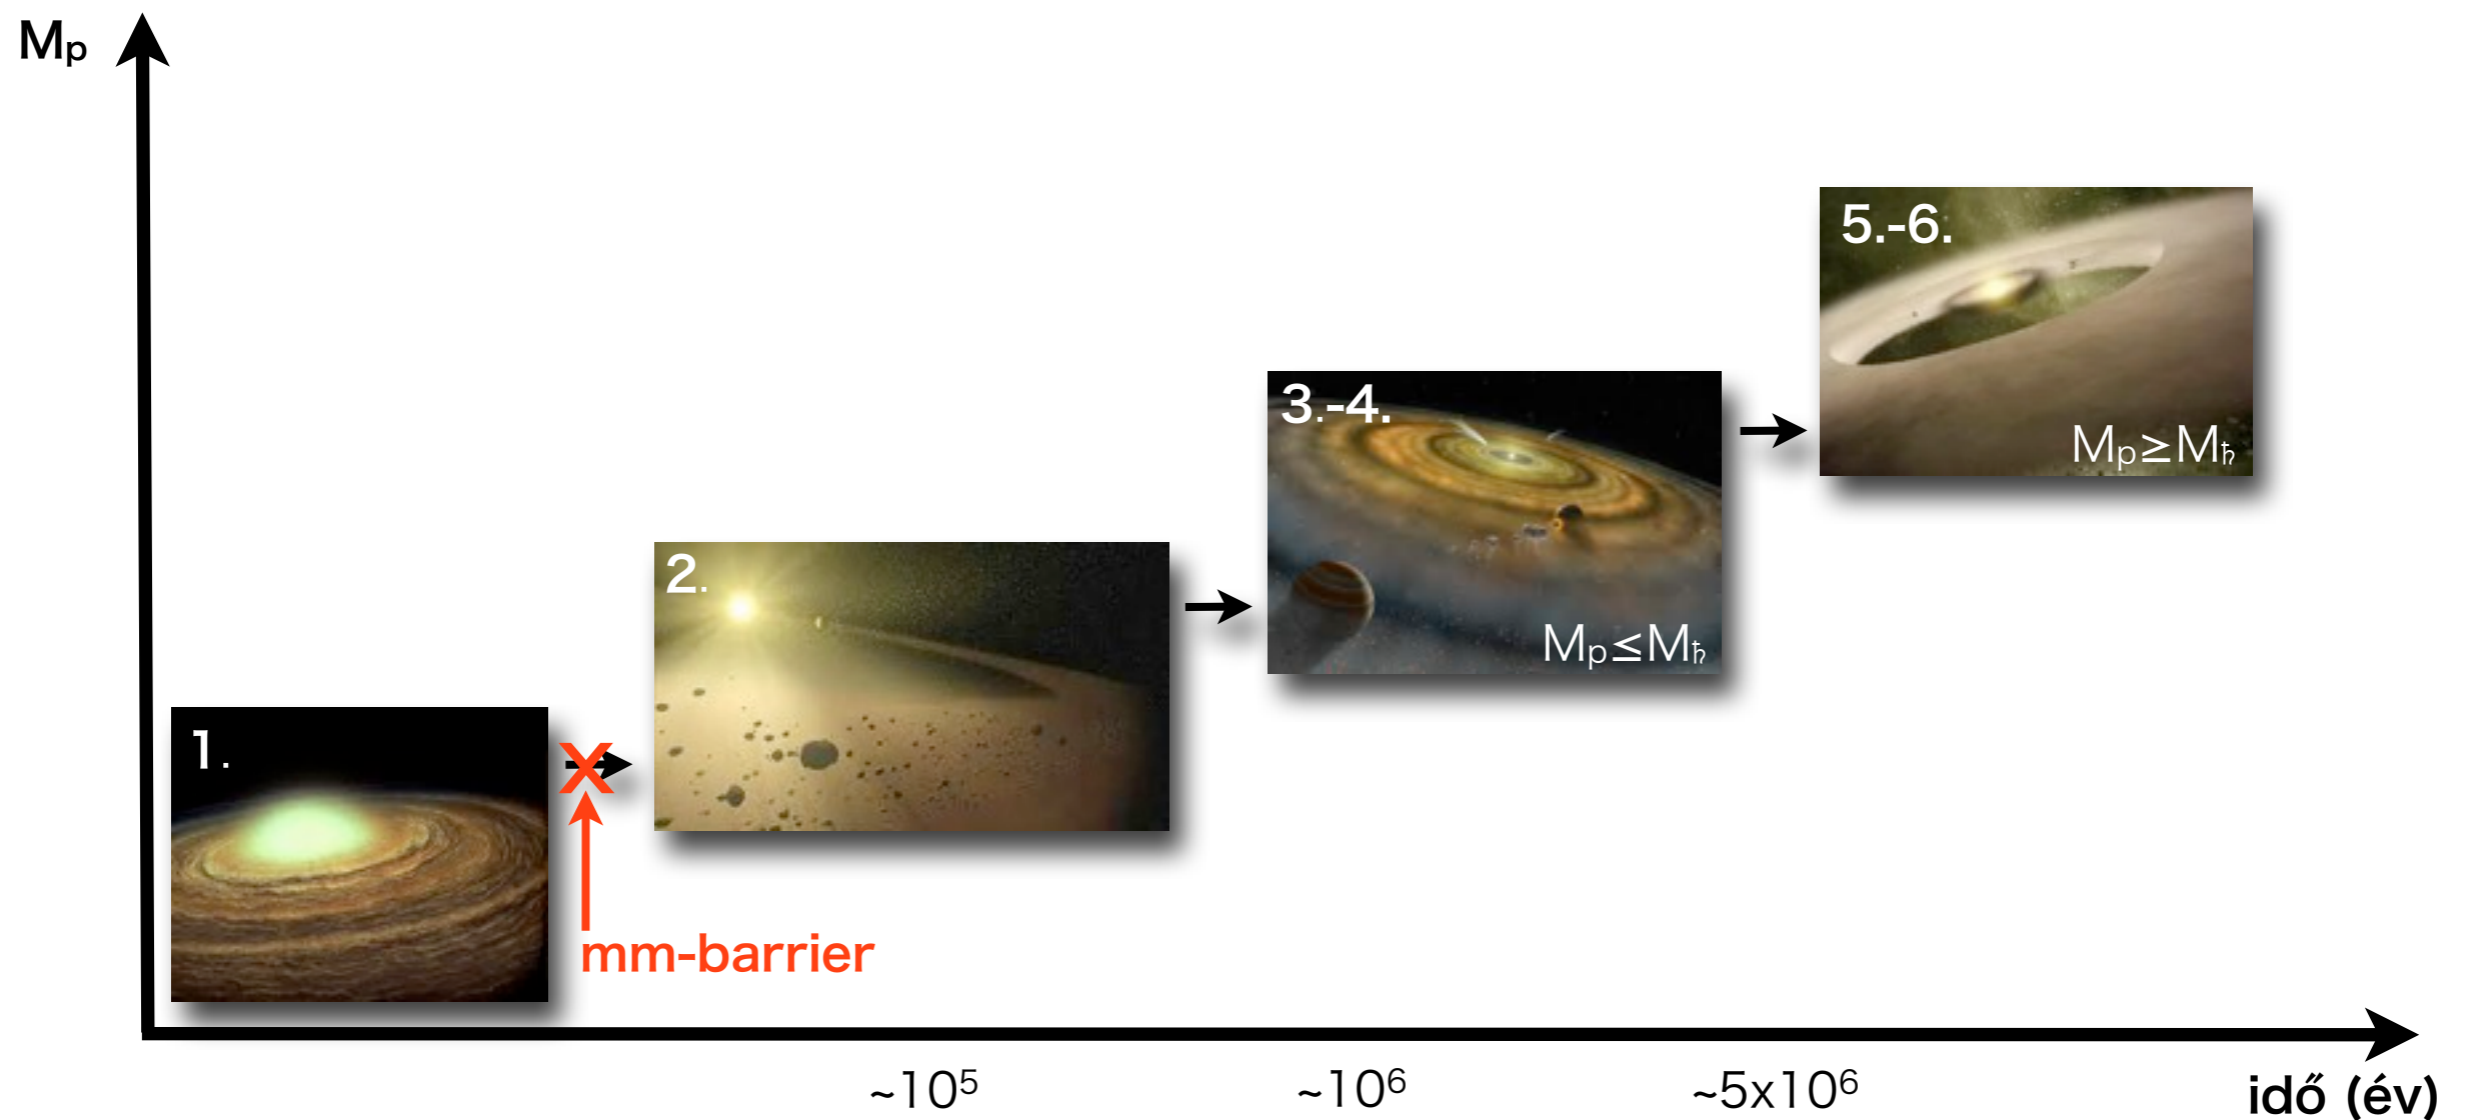 Mp
5.-6.
Mp≥M♄
3.-4.
Mp≤M♄
2.
1.
X
mm-barrier
~10⁵
~10⁶
~5x10⁶
idő (év)